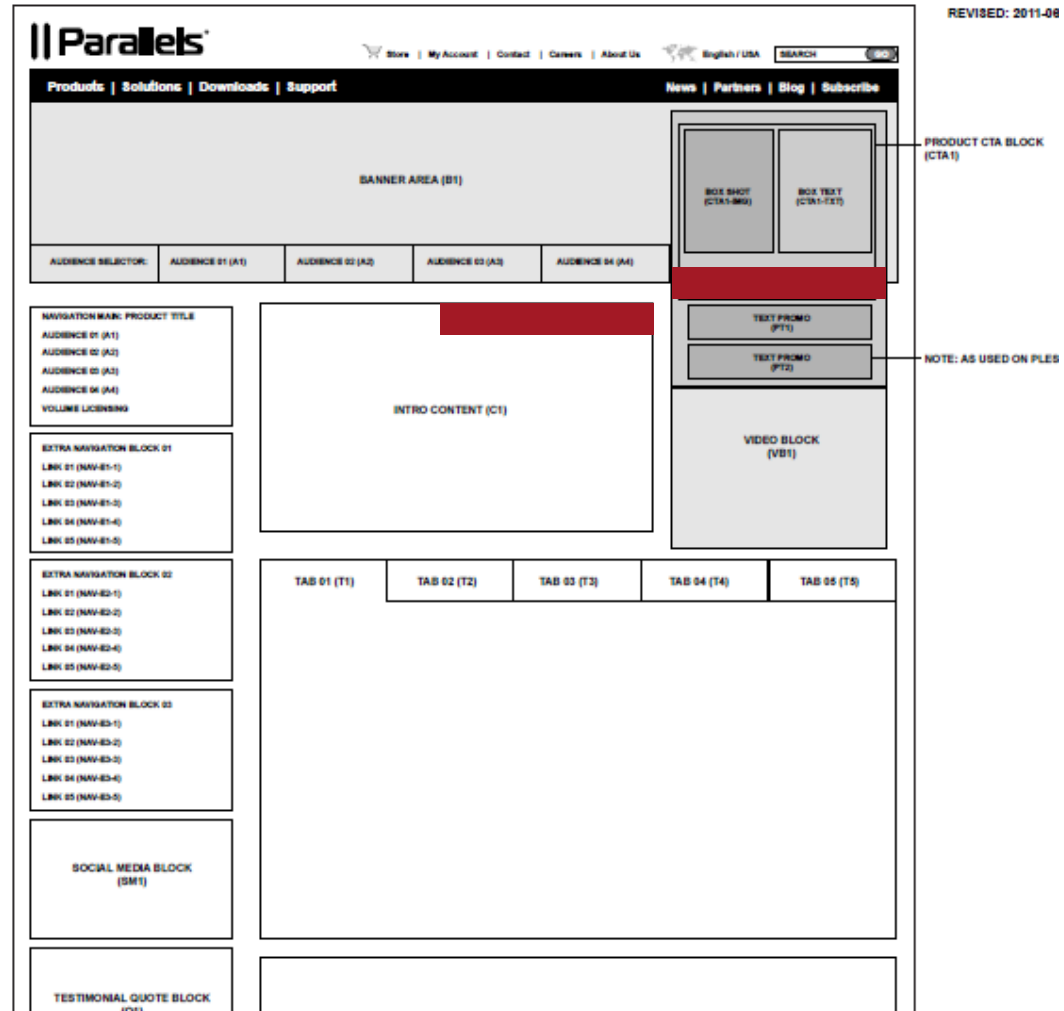 REVISED: 2011-06
|| Parallels
Store | My Account | Contact | Careers | About Us English / USA SEARCH GO
Products | Solutions | Downloads | Support News | Partners | Blog | Subscribe
BANNER AREA (B1)
BOX SHOT
(CTA1-IMG)
BOX TEXT
(CTA1-TXT)
PRODUCT CTA BLOCK
(CTA1)
AUDIENCE SELECTOR: AUDIENCE 01 (A1) AUDIENCE 02 (A2) AUDIENCE 03 (A3) AUDIENCE 04 (A4)
TEXT PROMO
(PT1)
TEXT PROMO
(PT2)
NOTE: AS USED ON PLES
NAVIGATION MAIN: PRODUCT TITLE
AUDIENCE 01 (A1)
AUDIENCE 02 (A2)
AUDIENCE 03 (A3)
AUDIENCE 04 (A4)
VOLUME LICENSING
INTRO CONTENT (C1)
VIDEO BLOCK
(VB1)
EXTRA NAVIGATION BLOCK 01
LINK 01 (NAV-E1-1)
LINK 02 (NAV-E1-2)
LINK 03 (NAV-E1-3)
LINK 04 (NAV-E1-4)
LINK 05 (NAV-E1-5)
EXTRA NAVIGATION BLOCK 02
LINK 01 (NAV-E2-1)
LINK 02 (NAV-E2-2)
LINK 03 (NAV-E2-3)
LINK 04 (NAV-E2-4)
LINK 05 (NAV-E2-5)
TAB 01 (T1) TAB 02 (T2) TAB 03 (T3) TAB 04 (T4) TAB 05 (T5)
EXTRA NAVIGATION BLOCK 03
LINK 01 (NAV-E3-1)
LINK 02 (NAV-E3-2)
LINK 03 (NAV-E3-3)
LINK 04 (NAV-E3-4)
LINK 05 (NAV-E3-5)
SOCIAL MEDIA BLOCK
(SM1)
TESTIMONIAL QUOTE BLOCK